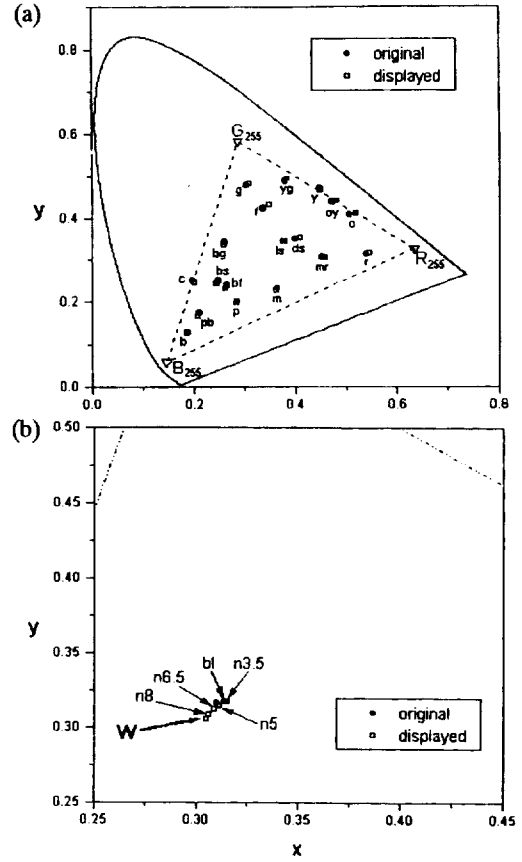 (a)
original
displayed
0.8
0.6
0.4
0.2
0.0
y
G255
g
yg
y
f
oy
o
R255
bg
ls
ds
mr
r
c
bs
bf
m
pb
p
b
B255
0.0
0.2
0.4
0.6
0.8
(b)
0.50
0.45
0.40
0.35
0.30
0.25
y
bl
n3.5
n6.5
n8
n5
W
original
displayed
0.25
0.30
0.35
0.40
0.45
x